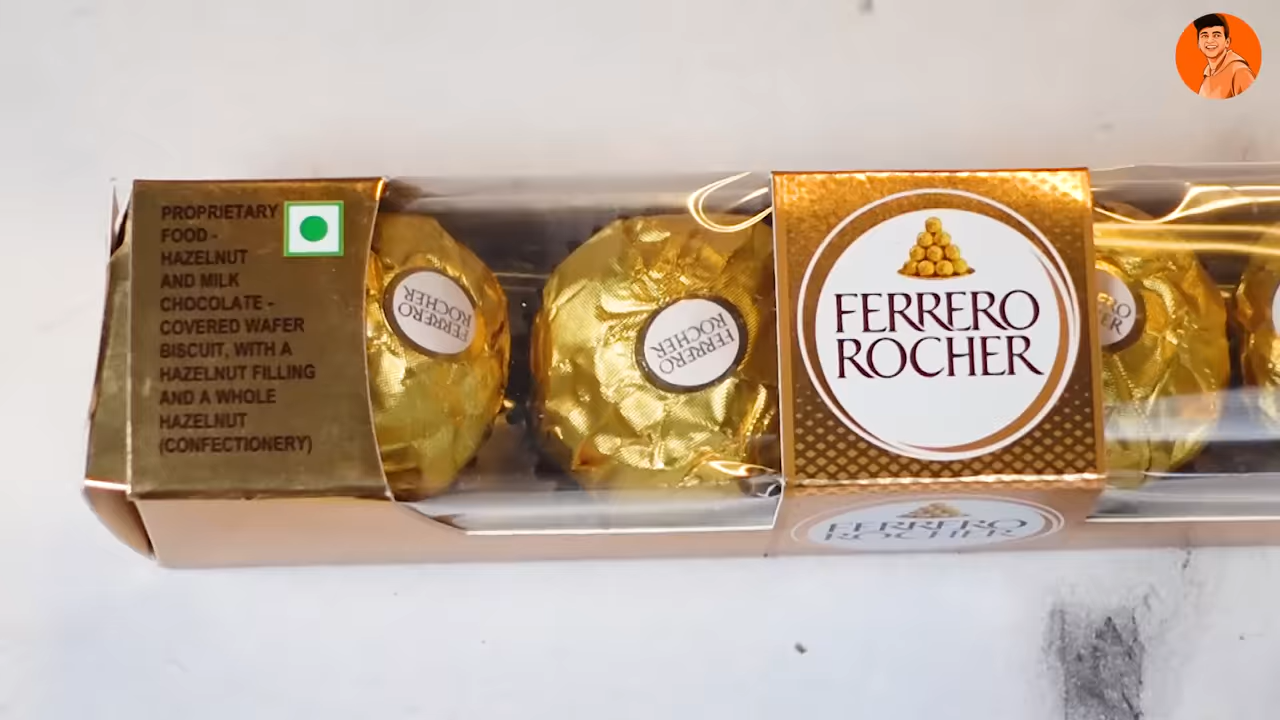 PROPRIETARY
FOOD -
HAZELNUT
AND MILK
CHOCOLATE -
COVERED WAFER
BISCUIT, WITH A
HAZELNUT FILLING
AND A WHOLE
HAZELNUT
(CONFECTIONERY)
FERRERO
ROCHER
FERRERO
ROCHER
FERRERO
ROCHER
FERRERO
ROCHER